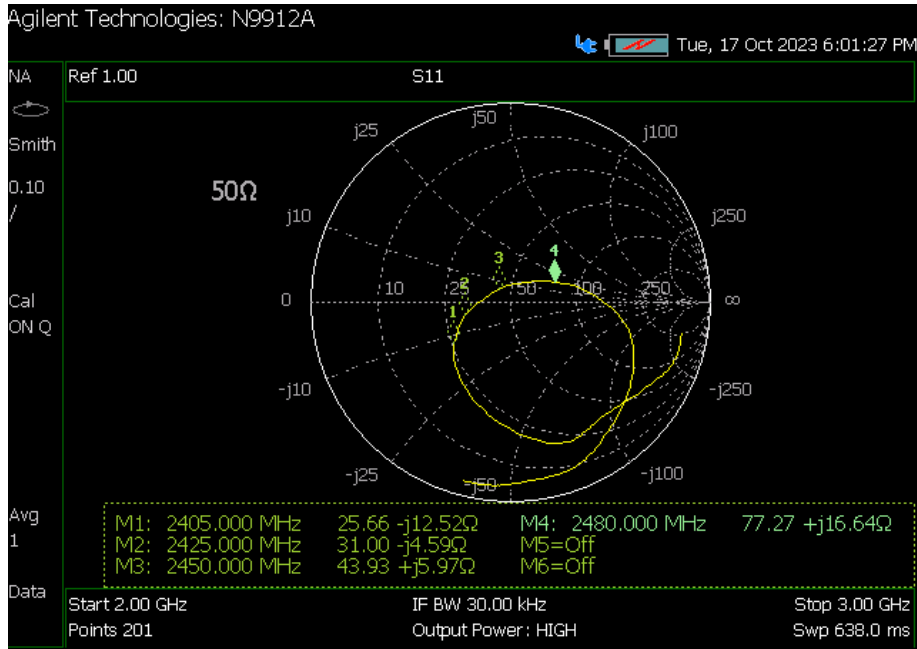 Agilent Technologies: N9912A
Tue, 17 Oct 2023 6:01:27 PM
NA
Ref 1.00 S11
Smith
0.10
/
Cal
ON Q
Avg
1
Data
50Ω
j50
j25 j100
j10 j250
0 10 25 50 100 250 ∞
-j10 -j250
-j25 -j100
-j50
1 2 3 4
M1: 2405.000 MHz 25.66 -j12.52Ω M4: 2480.000 MHz 77.27 +j16.64Ω
M2: 2425.000 MHz 31.00 -j4.59Ω M5=Off
M3: 2450.000 MHz 43.93 +j5.97Ω M6=Off
Start 2.00 GHz IF BW 30.00 kHz Stop 3.00 GHz
Points 201 Output Power: HIGH Swp 638.0 ms